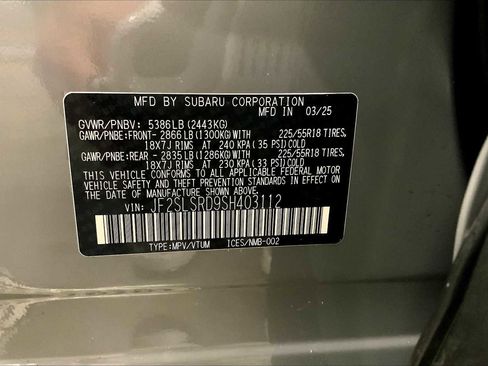 MFD BY SUBARU CORPORATION
IN 03/25
GVWR/PNBV: 5386LB(2443KG)
GAWR/PNBE:FRONT- 2866LB(1300KG)WITH 225/55R18 TIRES,
18X7J RIMS AT 240 KPA(35 PSI)COLD
GAWR/PNBE:REAR - 2835LB(1286KG)WITH 225/55R18 TIRES,
18X7J RIMS AT 230 KPA(33 PSI)COLD
THIS VEHICLE CONFORMS TO ALL APPLICABLE FEDERAL MOTOR
VEHICLE SAFETY AND THEFT PREVENTION STANDARDS IN EFFECT ON
THE DATE OF MANUFACTURE SHOWN ABOVE.
VIN: JF2SLSRD9SH403112
TYPE:MPV/VTUM ICES/NMB-002